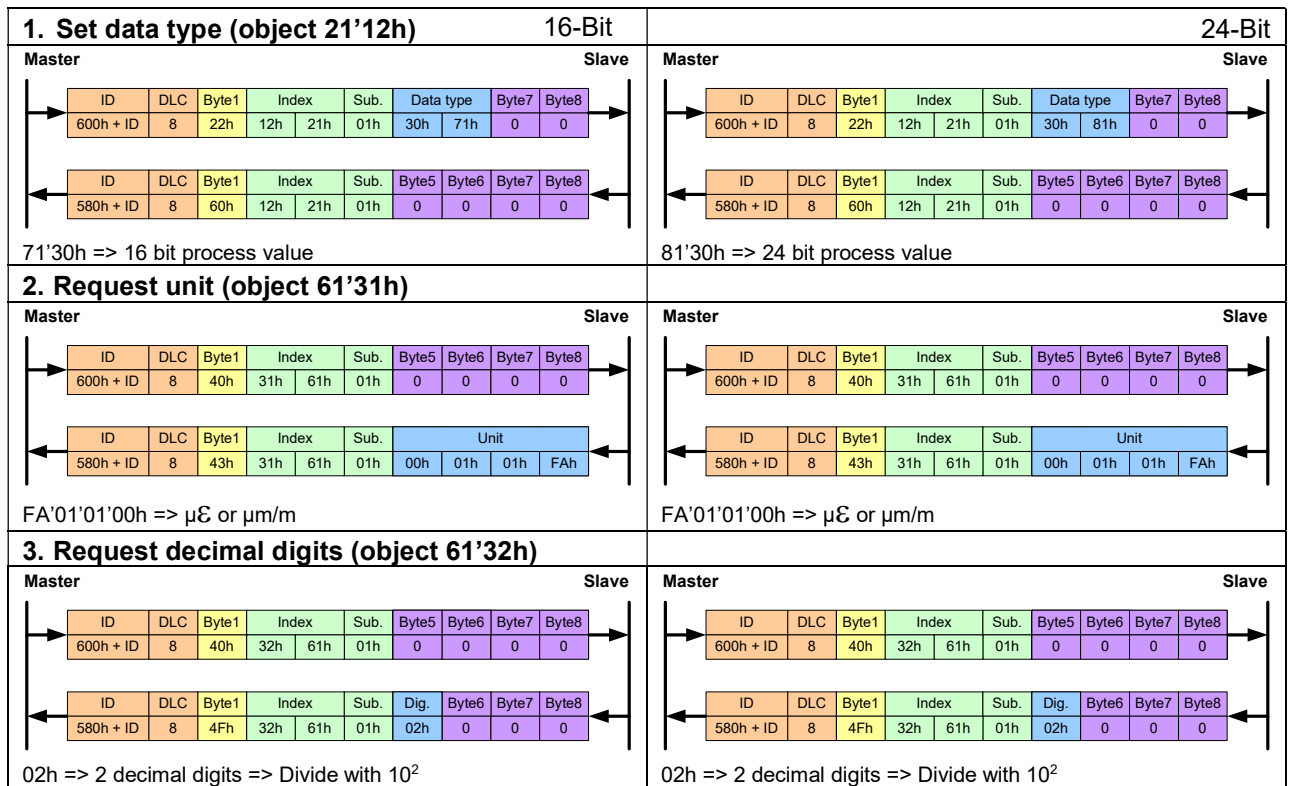 1. Set data type (object 21'12h) 16-Bit 24-Bit
Master Slave Master Slave
ID DLC Byte1 Index Sub. Data type Byte7 Byte8 ID DLC Byte1 Index Sub. Data type Byte7 Byte8
600h + ID 8 22h 12h 21h 01h 30h 71h 0 0 600h + ID 8 22h 12h 21h 01h 30h 81h 0 0
ID DLC Byte1 Index Sub. Byte5 Byte6 Byte7 Byte8 ID DLC Byte1 Index Sub. Byte5 Byte6 Byte7 Byte8
580h + ID 8 60h 12h 21h 01h 0 0 0 0 580h + ID 8 60h 12h 21h 01h 0 0 0 0
71'30h => 16 bit process value 81'30h => 24 bit process value
2. Request unit (object 61'31h)
Master Slave Master Slave
ID DLC Byte1 Index Sub. Byte5 Byte6 Byte7 Byte8 ID DLC Byte1 Index Sub. Byte5 Byte6 Byte7 Byte8
600h + ID 8 40h 31h 61h 01h 0 0 0 0 600h + ID 8 40h 31h 61h 01h 0 0 0 0
ID DLC Byte1 Index Sub. Unit ID DLC Byte1 Index Sub. Unit
580h + ID 8 43h 31h 61h 01h 00h 01h 01h FAh 580h + ID 8 43h 31h 61h 01h 00h 01h 01h FAh
FA'01'01'00h => µƐ or µm/m FA'01'01'00h => µƐ or µm/m
3. Request decimal digits (object 61'32h)
Master Slave Master Slave
ID DLC Byte1 Index Sub. Byte5 Byte6 Byte7 Byte8 ID DLC Byte1 Index Sub. Byte5 Byte6 Byte7 Byte8
600h + ID 8 40h 32h 61h 01h 0 0 0 0 600h + ID 8 40h 32h 61h 01h 0 0 0 0
ID DLC Byte1 Index Sub. Dig. Byte6 Byte7 Byte8 ID DLC Byte1 Index Sub. Dig. Byte6 Byte7 Byte8
580h + ID 8 4Fh 32h 61h 01h 02h 0 0 0 580h + ID 8 4Fh 32h 61h 01h 02h 0 0 0
02h => 2 decimal digits => Divide with 10² 02h => 2 decimal digits => Divide with 10²